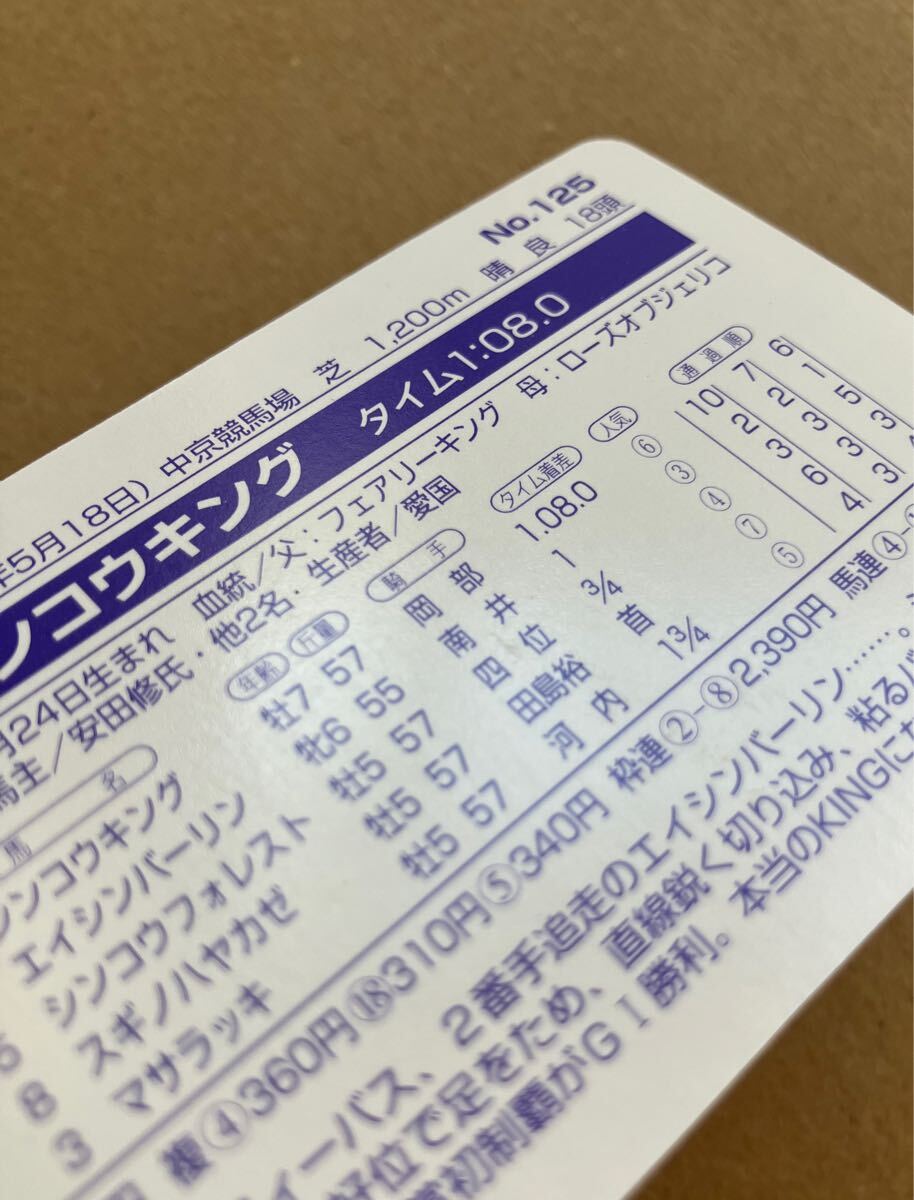 No.125
年5月18日) 中京競馬場 芝 1,200m 晴 良 18頭
ンコウキング タイム1:08.0
月24日生まれ 血統/父:フェアリーキング 母:ローズオブジェリコ
馬主/安田修氏・他2名・生産者/愛国
馬名 年齢 斤量 騎手 タイム着差 人気 通過順
シンコウキング 牡7 57 岡部 1.08.0 ⑥ 10 7 6
エイシンバーリン 牝6 55 南井 1 ③ 2 2 1
シンコウフォレスト 牡5 57 四位 ¾ ④ 3 3 5
8 スギノハヤカゼ 牡5 57 田島裕 首 ⑦ 6 3 3
3 マサラッキ 牡5 57 河内 1¾ ⑤ 4 3
円 複④360円⑱310円⑤340円 枠連②-⑧2,390円 馬連④-
イーバス、2番手追走のエイシンバーリン……。
好位で足をため、直線鋭く切り込み、粘る
初制覇がGⅠ勝利。本当のKINGに